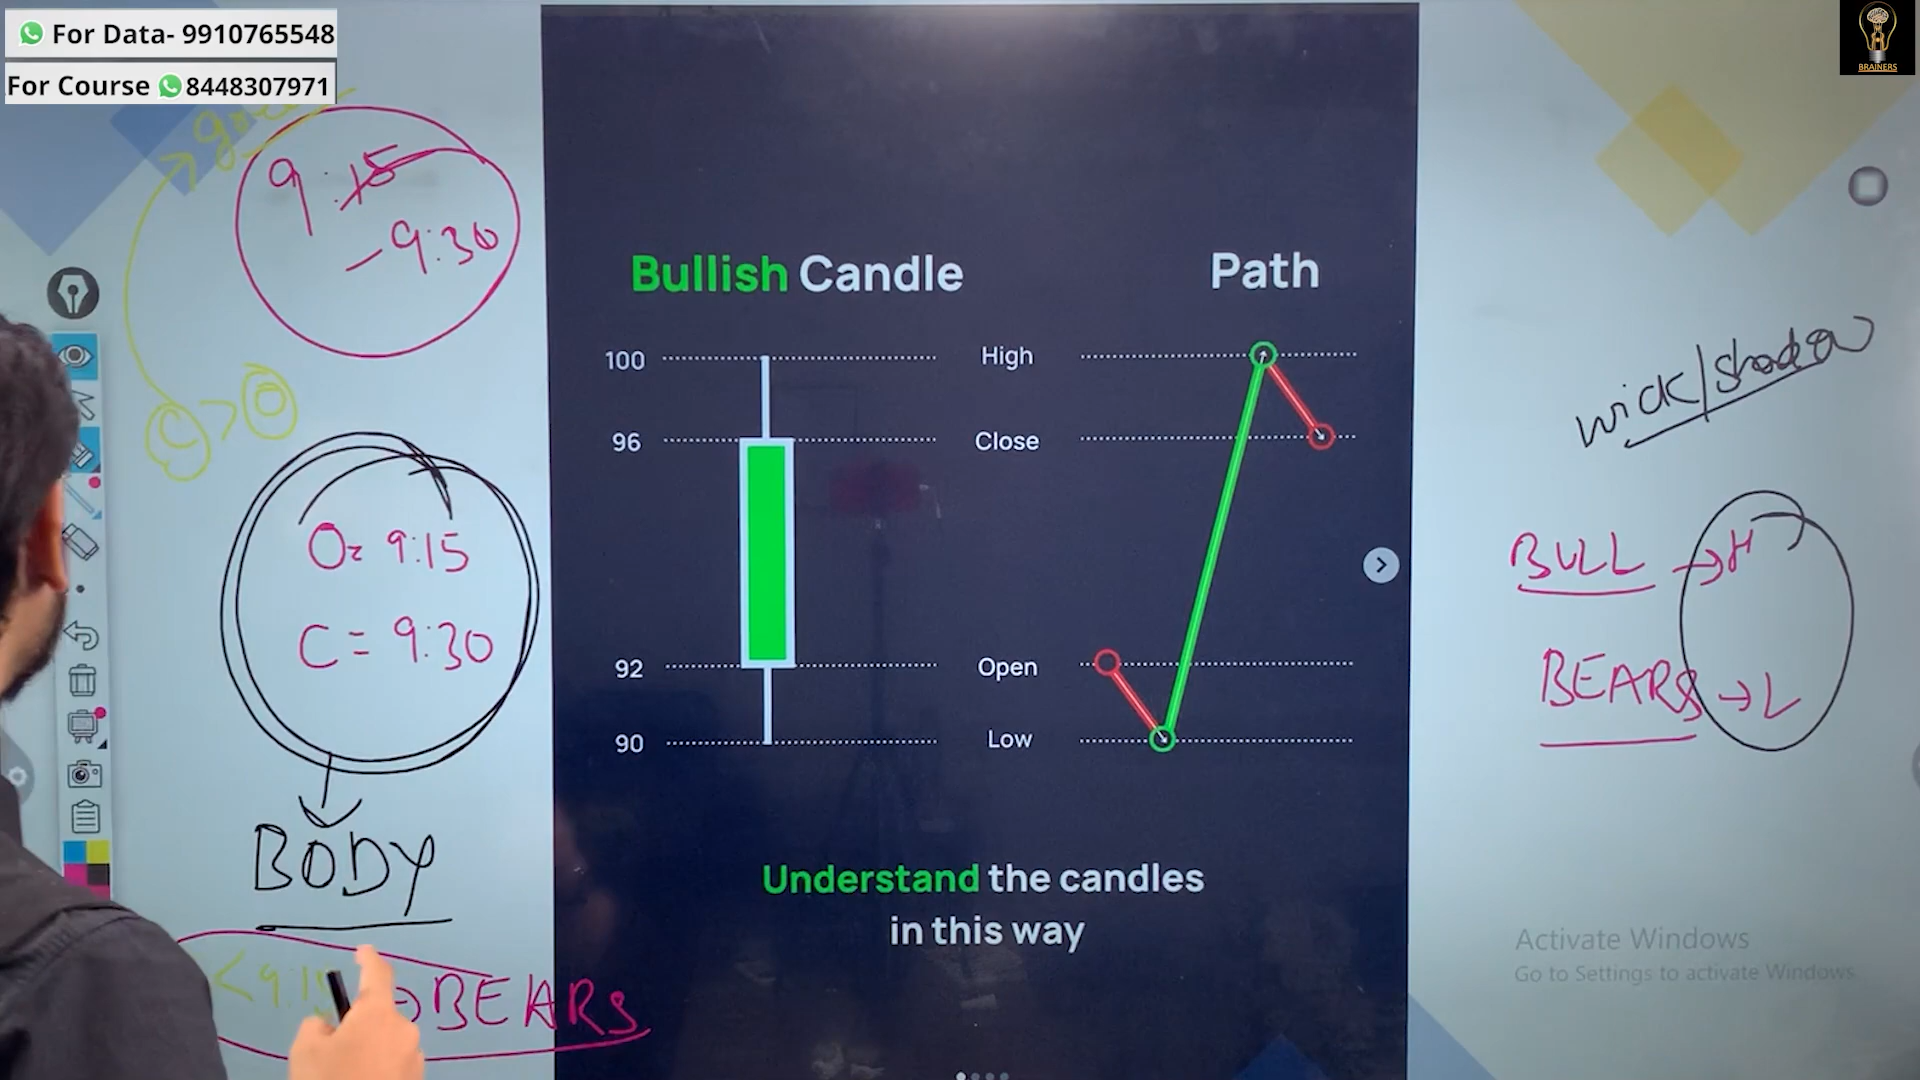 For Data- 9910765548
For Course 8448307971
BRAINERS
9:15
- 9:30
C > O
O= 9:15
C = 9:30
BODY
< 9:15
BEARS
Bullish Candle
Path
100
High
96
Close
92
Open
90
Low
Understand the candles
in this way
wick/shadow
BULL → H
BEARS → L
Activate Windows
Go to Settings to activate Windows.